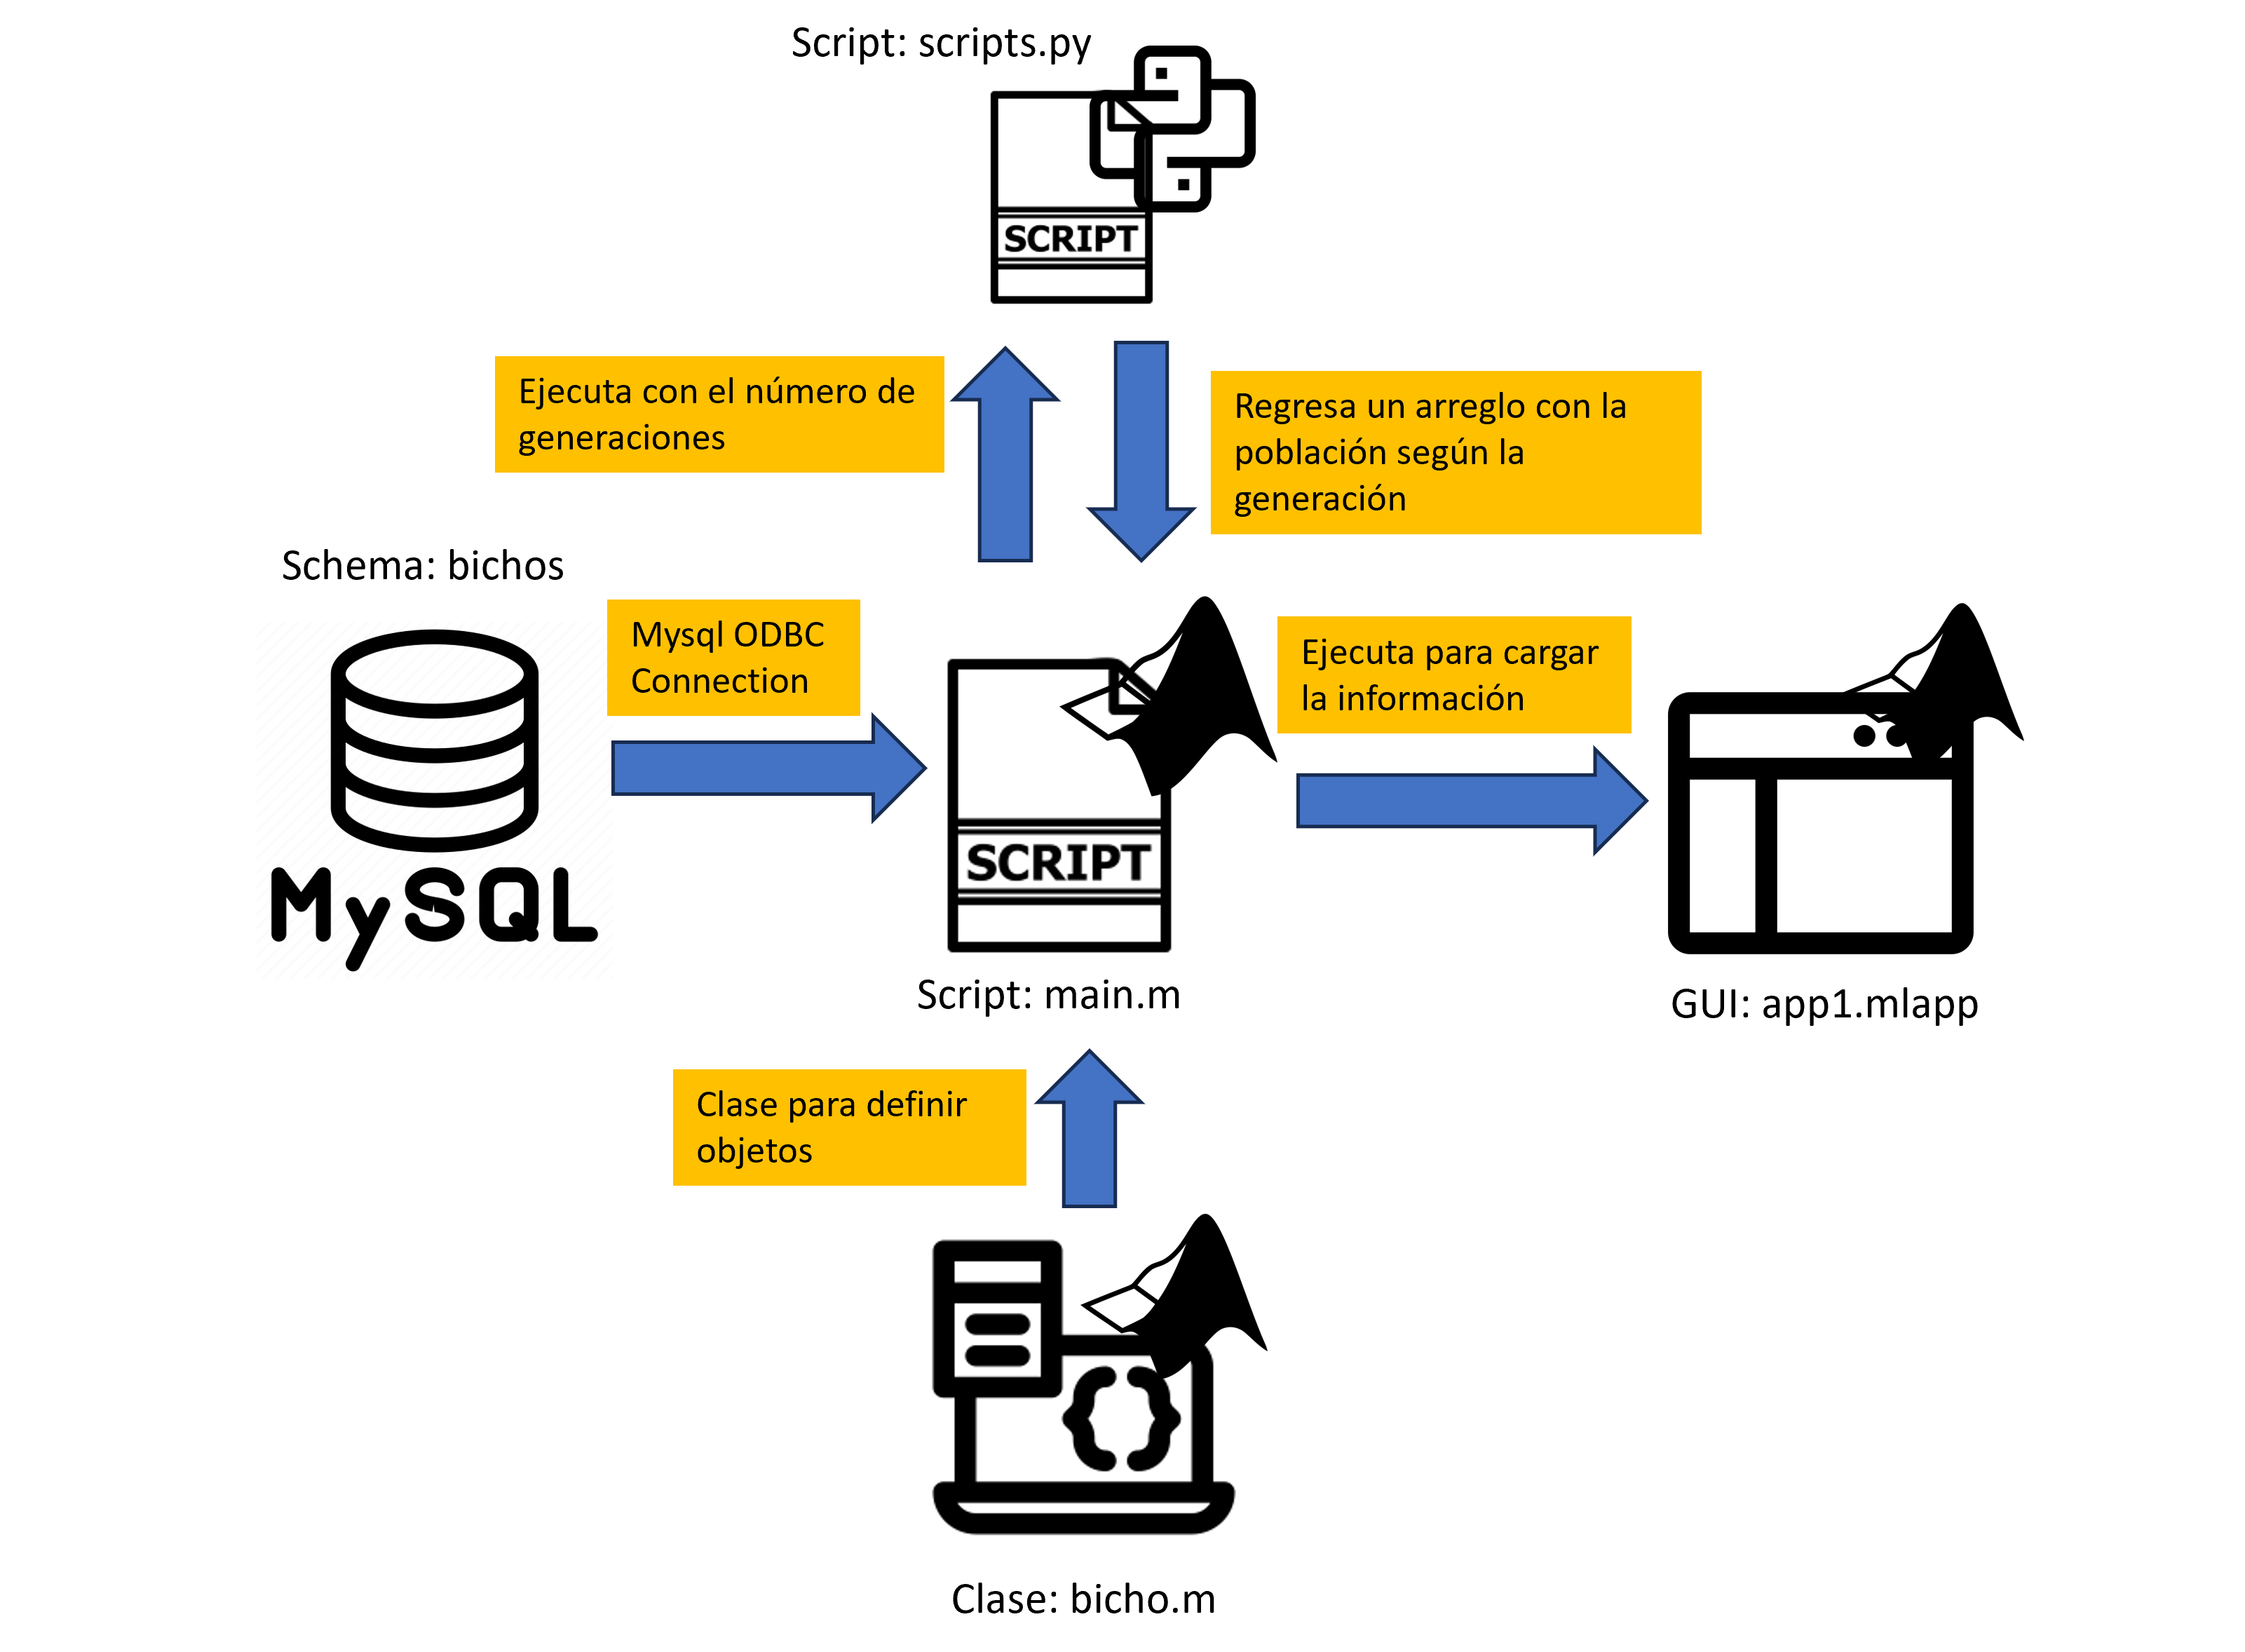 Script: scripts.py
SCRIPT
Ejecuta con el número de
generaciones
Regresa un arreglo con la
población según la
generación
Schema: bichos
Mysql ODBC
Connection
Ejecuta para cargar
la información
MySQL
SCRIPT
Script: main.m
GUI: app1.mlapp
Clase para definir
objetos
Clase: bicho.m